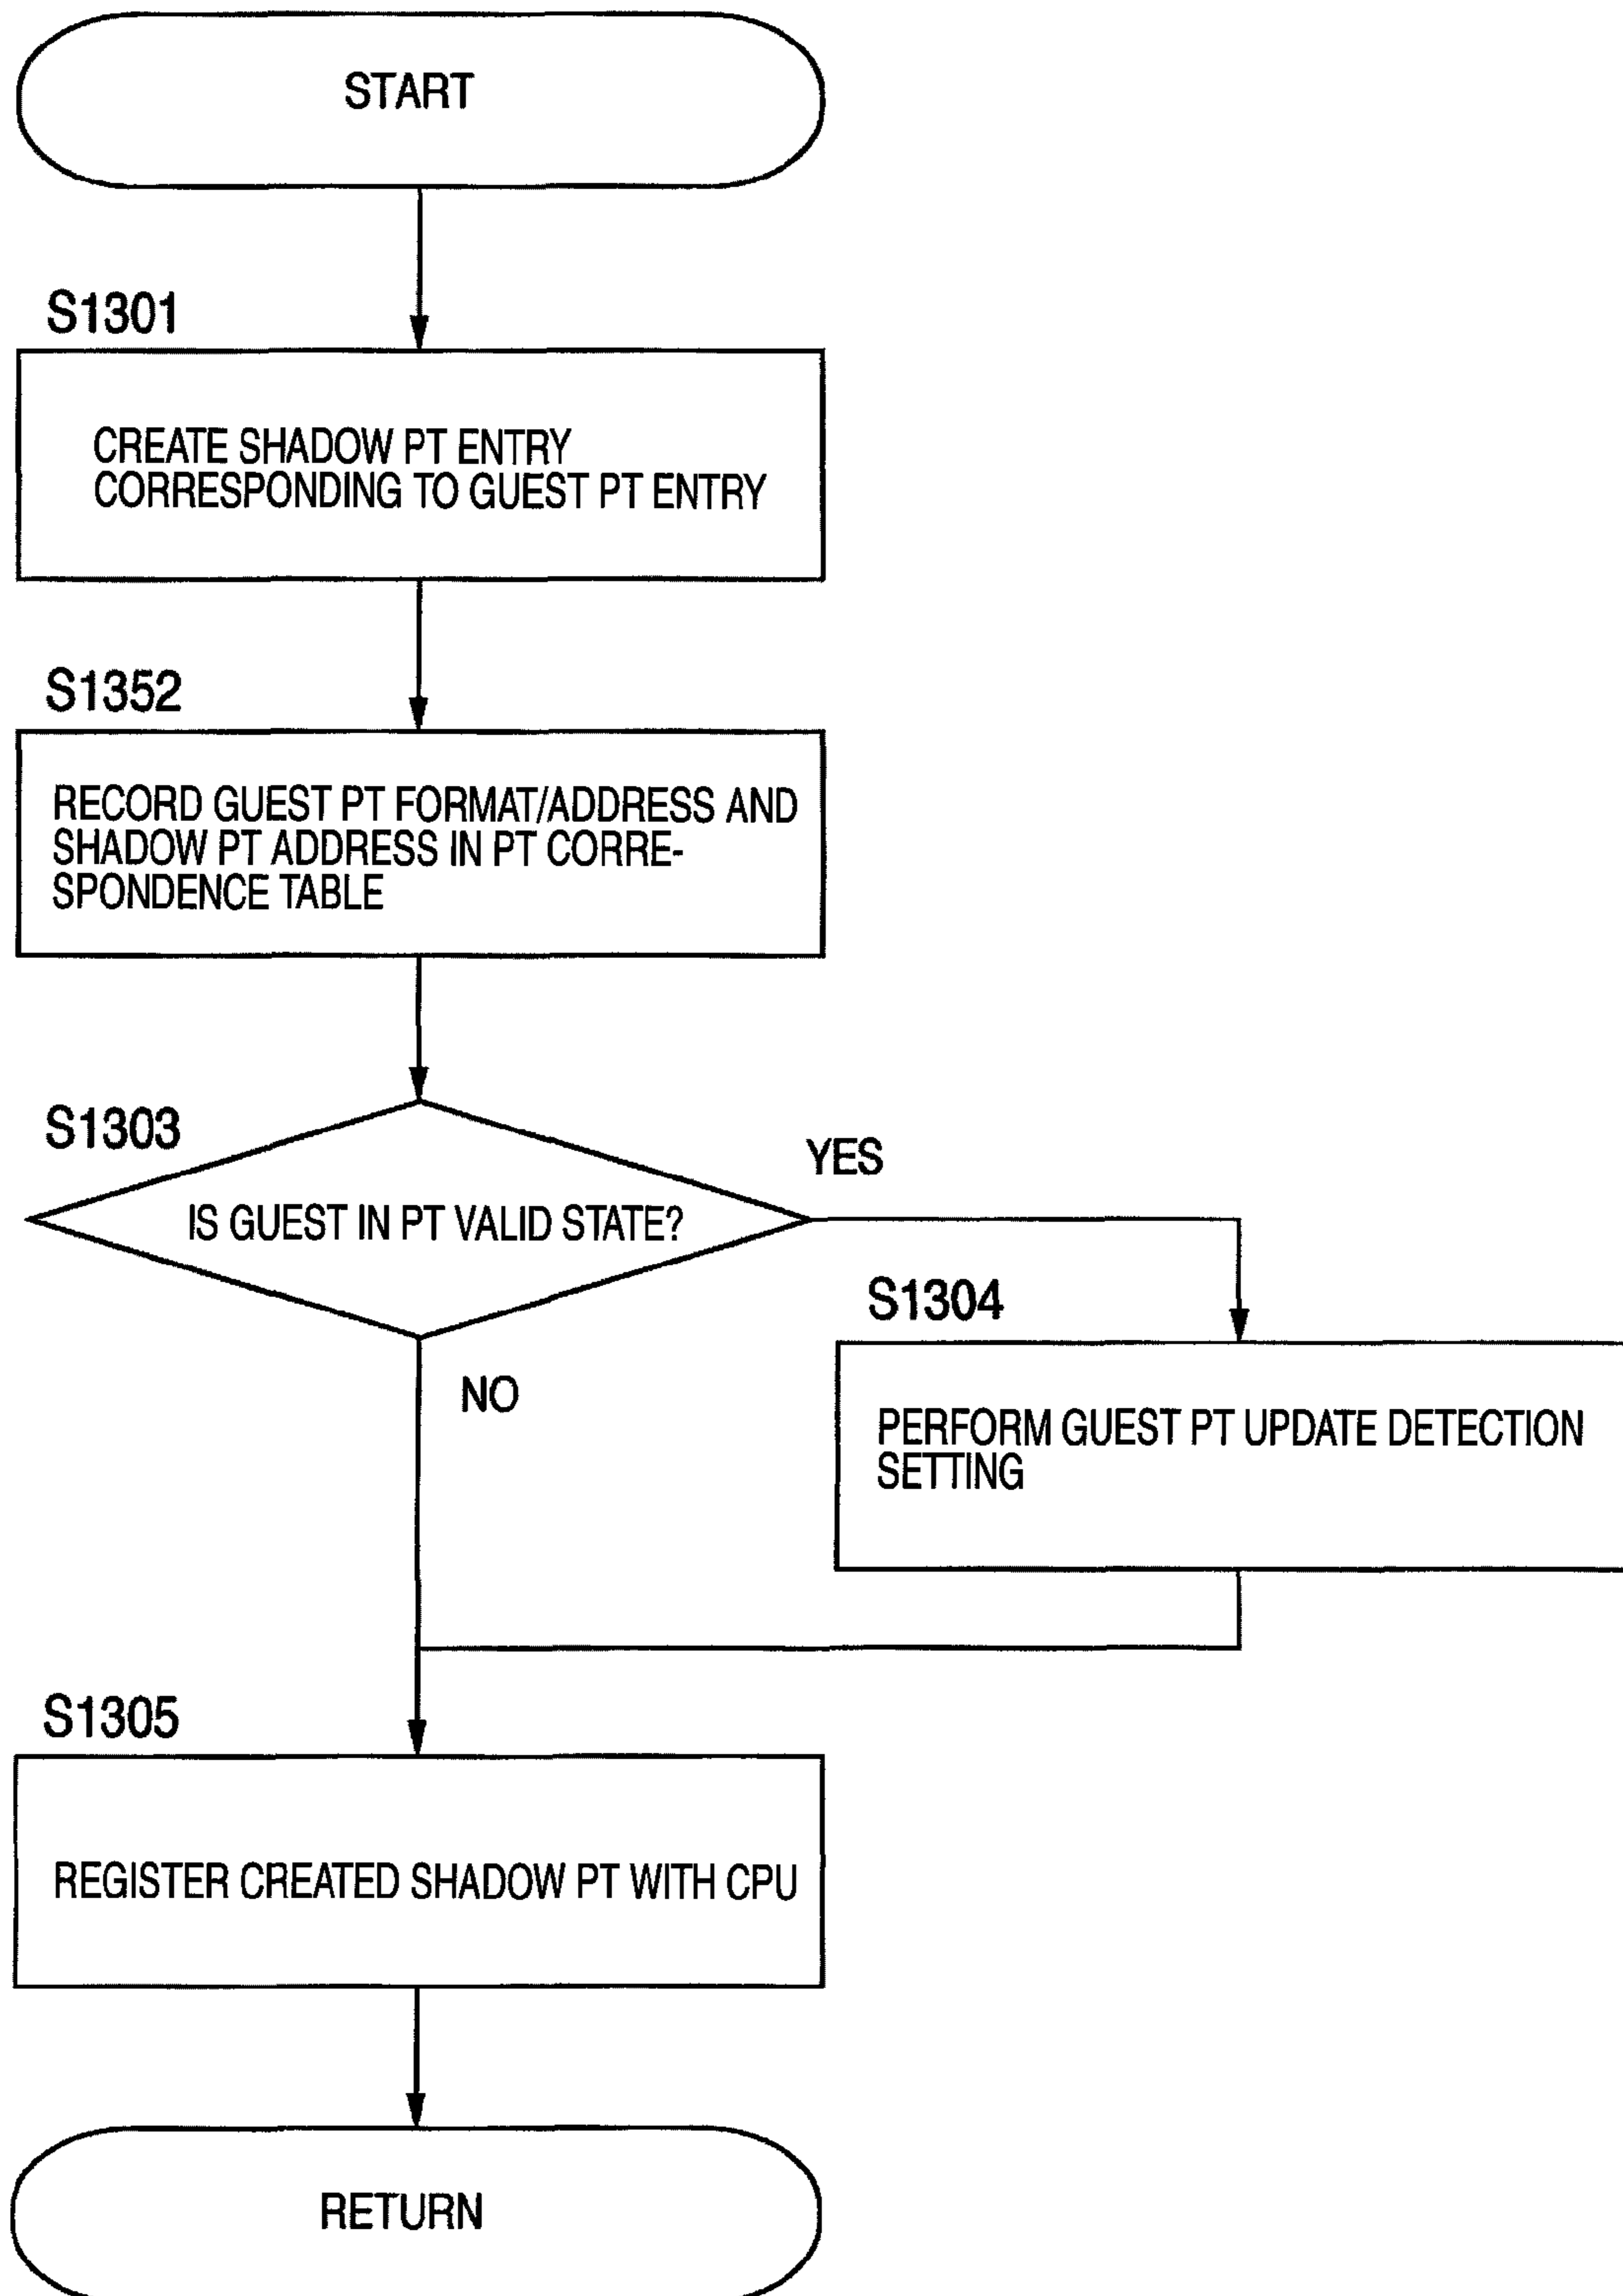 START
S1301
CREATE SHADOW PT ENTRY
CORRESPONDING TO GUEST PT ENTRY
S1352
RECORD GUEST PT FORMAT/ADDRESS AND
SHADOW PT ADDRESS IN PT CORRE-
SPONDENCE TABLE
S1303
IS GUEST IN PT VALID STATE?
YES
NO
S1304
PERFORM GUEST PT UPDATE DETECTION
SETTING
S1305
REGISTER CREATED SHADOW PT WITH CPU
RETURN